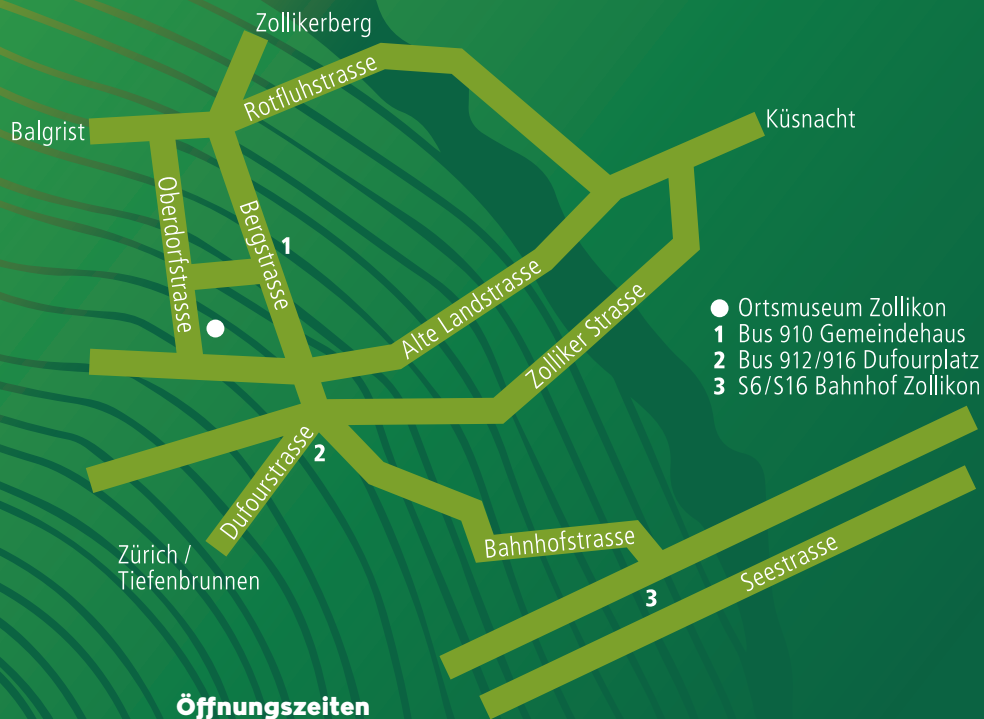 Zollikerberg
Rotfluhstrasse
Balgrist
Küsnacht
Oberdorfstrasse
Bergstrasse
1
Alte Landstrasse
Zolliker Strasse
Ortsmuseum Zollikon
1 Bus 910 Gemeindehaus
2 Bus 912/916 Dufourplatz
3 S6/S16 Bahnhof Zollikon
Dufourstrasse
2
Zürich /
Tiefenbrunnen
Bahnhofstrasse
Seestrasse
3
Öffnungszeiten